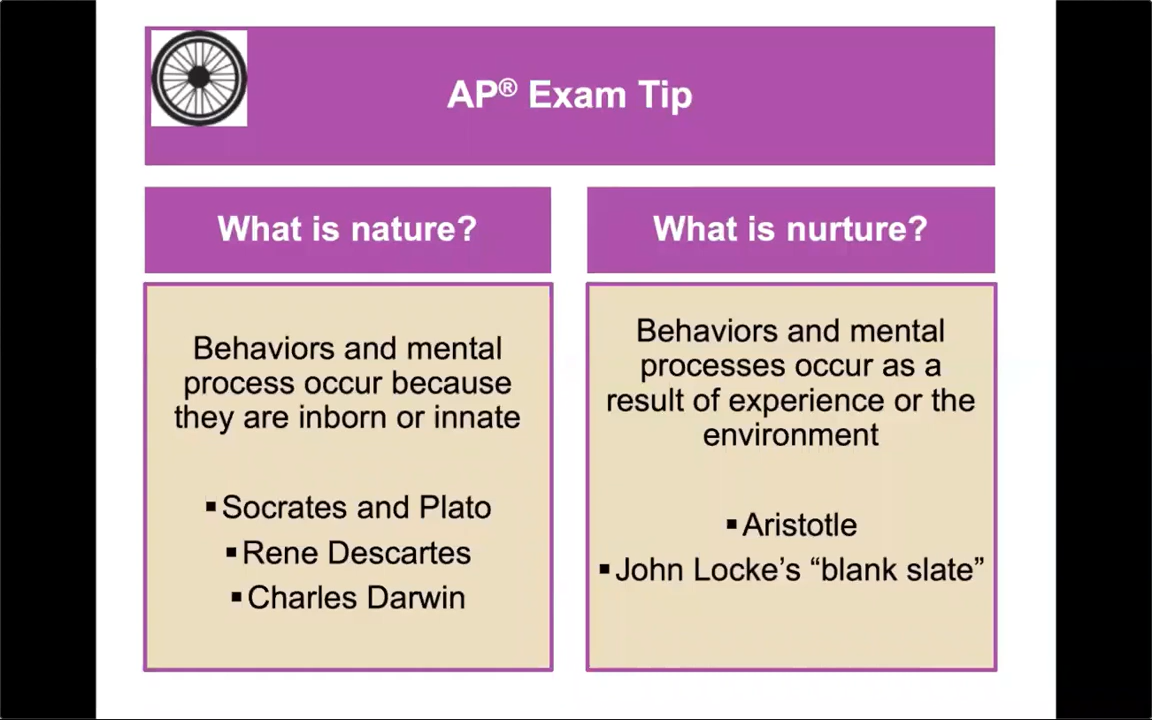 AP® Exam Tip
What is nature?
Behaviors and mental
process occur because
they are inborn or innate
▪Socrates and Plato
▪Rene Descartes
▪Charles Darwin
What is nurture?
Behaviors and mental
processes occur as a
result of experience or the
environment
▪Aristotle
▪John Locke’s “blank slate”